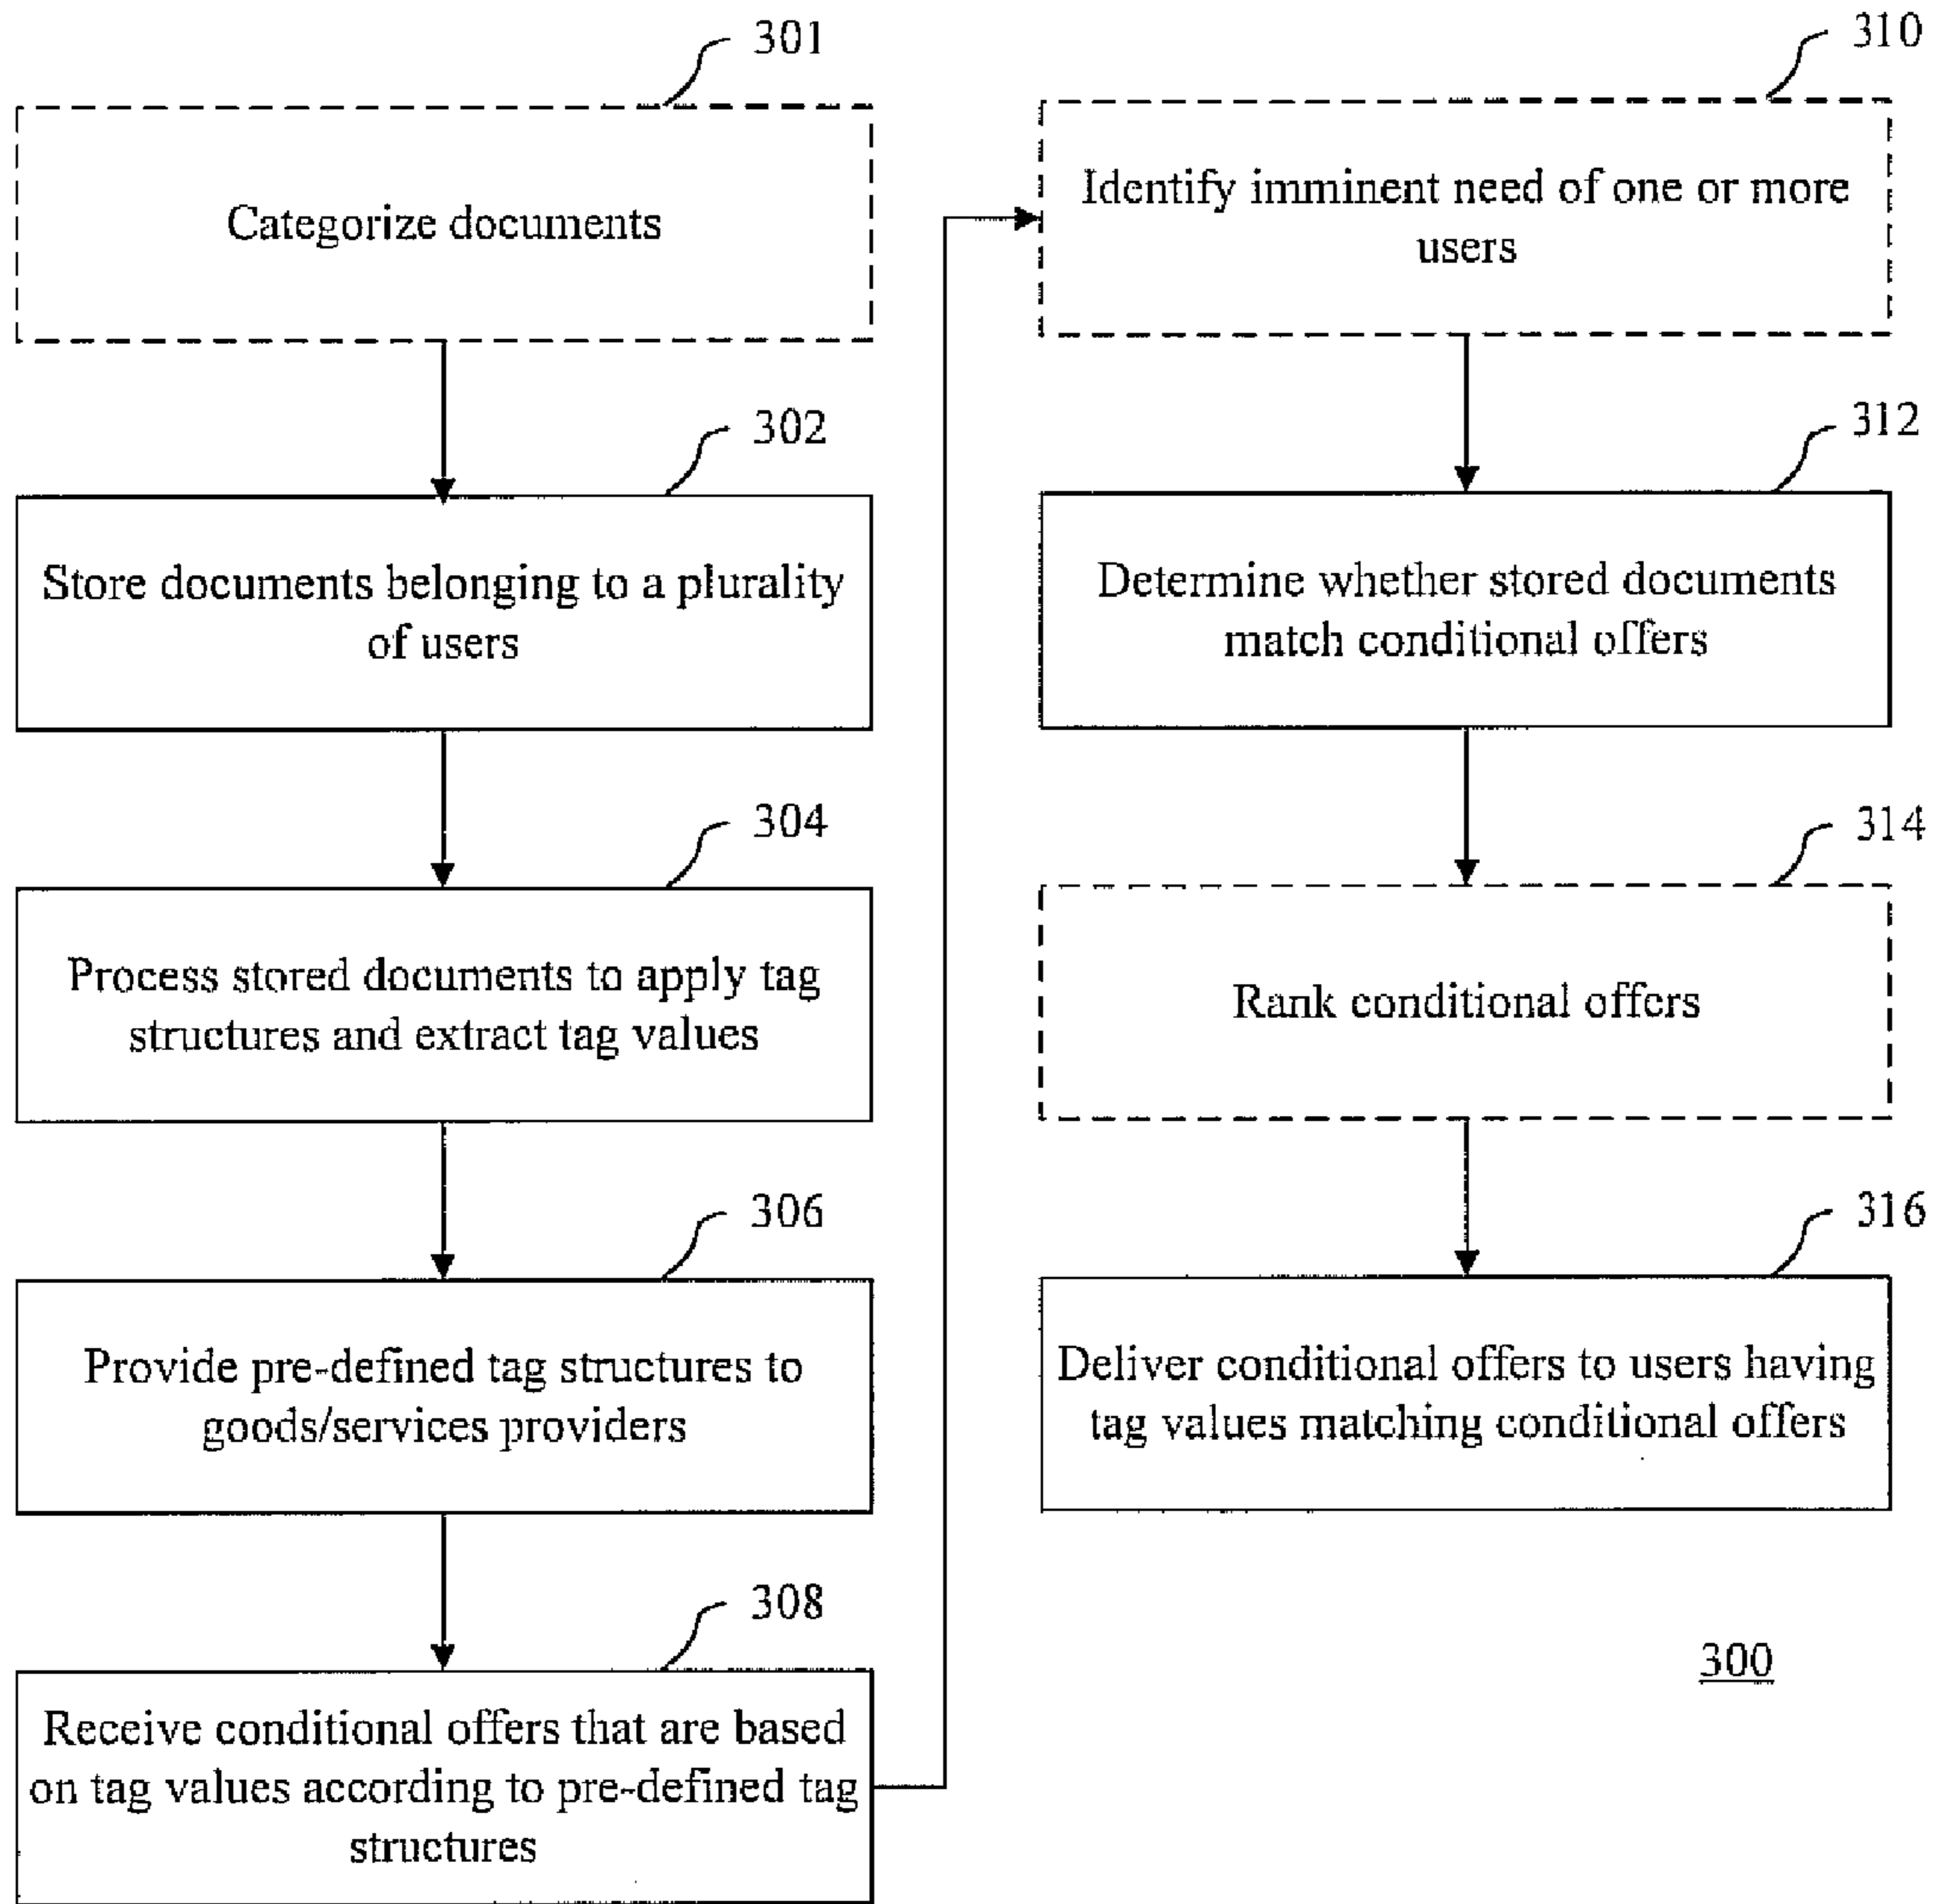 301
Categorize documents
302
Store documents belonging to a plurality
of users
304
Process stored documents to apply tag
structures and extract tag values
306
Provide pre-defined tag structures to
goods/services providers
308
Receive conditional offers that are based
on tag values according to pre-defined tag
structures
310
Identify imminent need of one or more
users
312
Determine whether stored documents
match conditional offers
314
Rank conditional offers
316
Deliver conditional offers to users having
tag values matching conditional offers
300